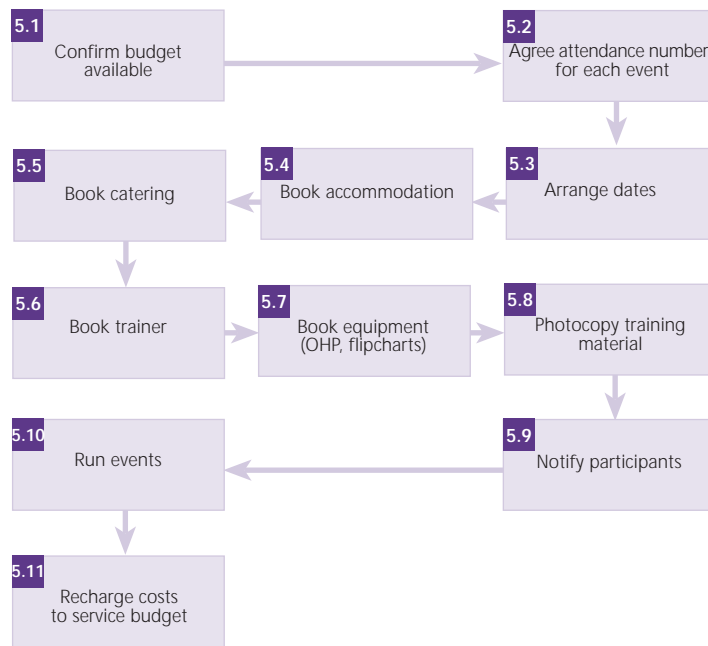 5.1
Confirm budget
available
5.2
Agree attendance number
for each event
5.3
Arrange dates
5.4
Book accommodation
5.5
Book catering
5.6
Book trainer
5.7
Book equipment
(OHP, flipcharts)
5.8
Photocopy training
material
5.9
Notify participants
5.10
Run events
5.11
Recharge costs
to service budget